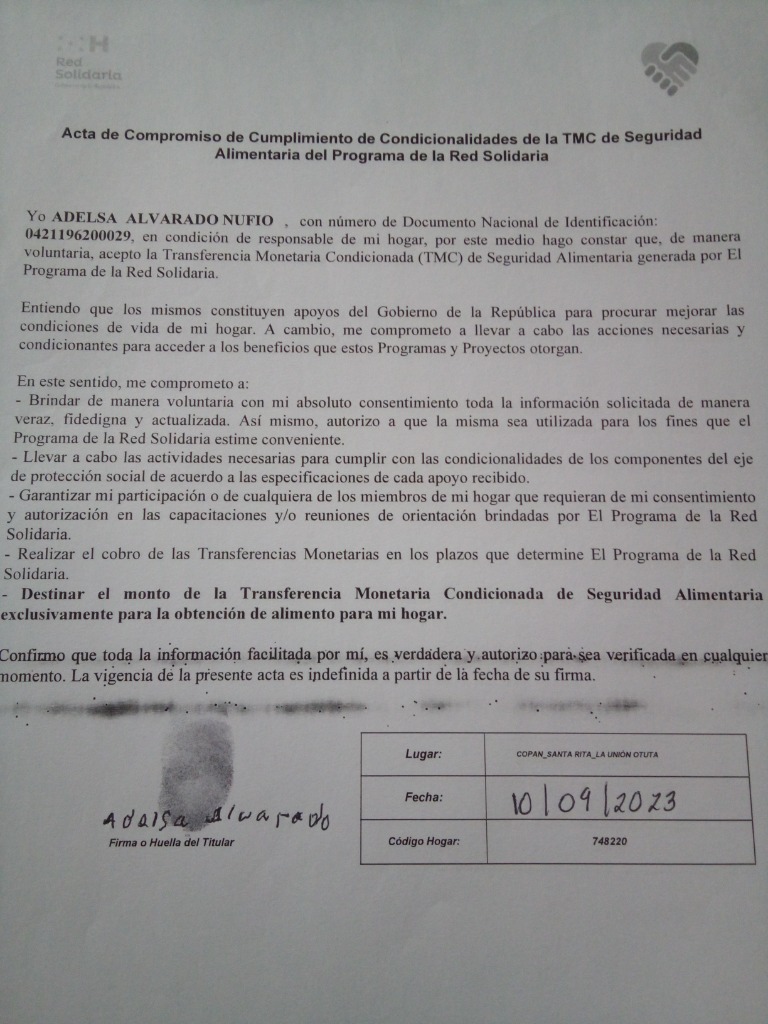 Red
Solidaria
Acta de Compromiso de Cumplimiento de Condicionalidades de la TMC de Seguridad
Alimentaria del Programa de la Red Solidaria
Yo ADELSA ALVARADO NUFIO , con número de Documento Nacional de Identificación:
0421196200029, en condición de responsable de mi hogar, por este medio hago constar que, de manera
voluntaria, acepto la Transferencia Monetaria Condicionada (TMC) de Seguridad Alimentaria generada por El
Programa de la Red Solidaria.
Entiendo que los mismos constituyen apoyos del Gobierno de la República para procurar mejorar las
condiciones de vida de mi hogar. A cambio, me comprometo a llevar a cabo las acciones necesarias y
condicionantes para acceder a los beneficios que estos Programas y Proyectos otorgan.
En este sentido, me comprometo a:
- Brindar de manera voluntaria con mi absoluto consentimiento toda la información solicitada de manera
veraz, fidedigna y actualizada. Así mismo, autorizo a que la misma sea utilizada para los fines que el
Programa de la Red Solidaria estime conveniente.
- Llevar a cabo las actividades necesarias para cumplir con las condicionalidades de los componentes del eje
de protección social de acuerdo a las especificaciones de cada apoyo recibido.
- Garantizar mi participación o de cualquiera de los miembros de mi hogar que requieran de mi consentimiento
y autorización en las capacitaciones y/o reuniones de orientación brindadas por El Programa de la Red
Solidaria.
- Realizar el cobro de las Transferencias Monetarias en los plazos que determine El Programa de la Red
Solidaria.
- Destinar el monto de la Transferencia Monetaria Condicionada de Seguridad Alimentaria
exclusivamente para la obtención de alimento para mi hogar.
Confirmo que toda la información facilitada por mí, es verdadera y autorizo para sea verificada en cualquier
momento. La vigencia de la presente acta es indefinida a partir de la fecha de su firma.
Adelsa Alvarado
Firma o Huella del Titular
Lugar: COPAN_SANTA RITA_LA UNIÓN OTUTA
Fecha: 10/09/2023
Código Hogar: 748220